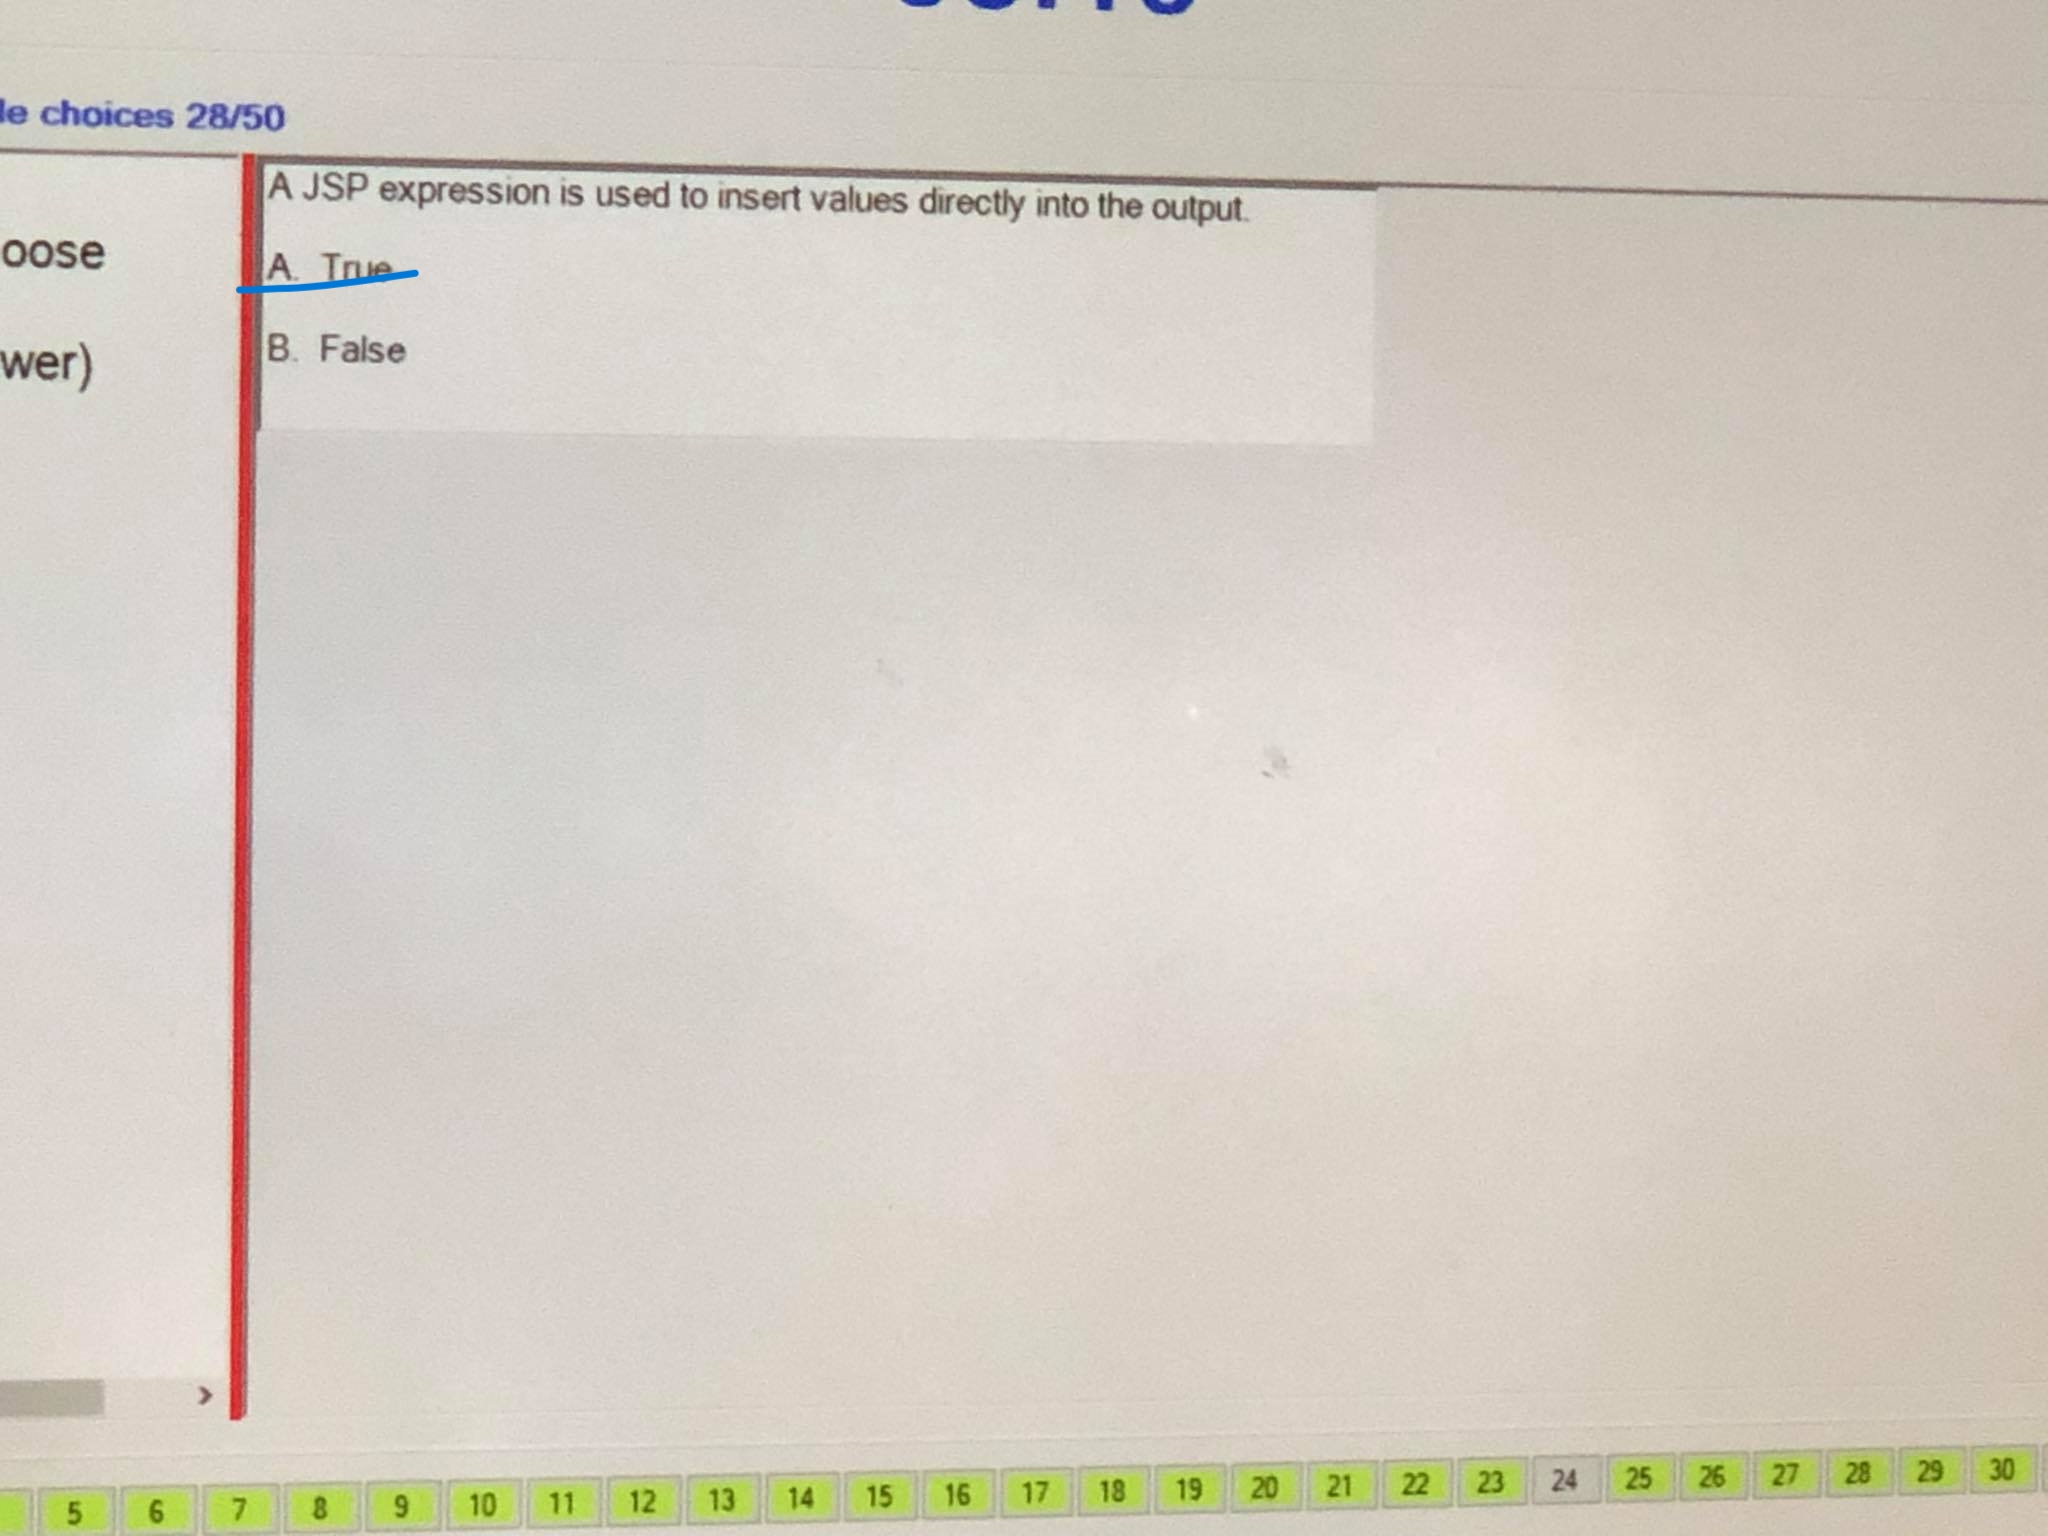 le choices 28/50
A JSP expression is used to insert values directly into the output.
oose
A. True
wer)
B. False
5 6 7 8 9 10 11 12 13 14 15 16 17 18 19 20 21 22 23 24 25 26 27 28 29 30